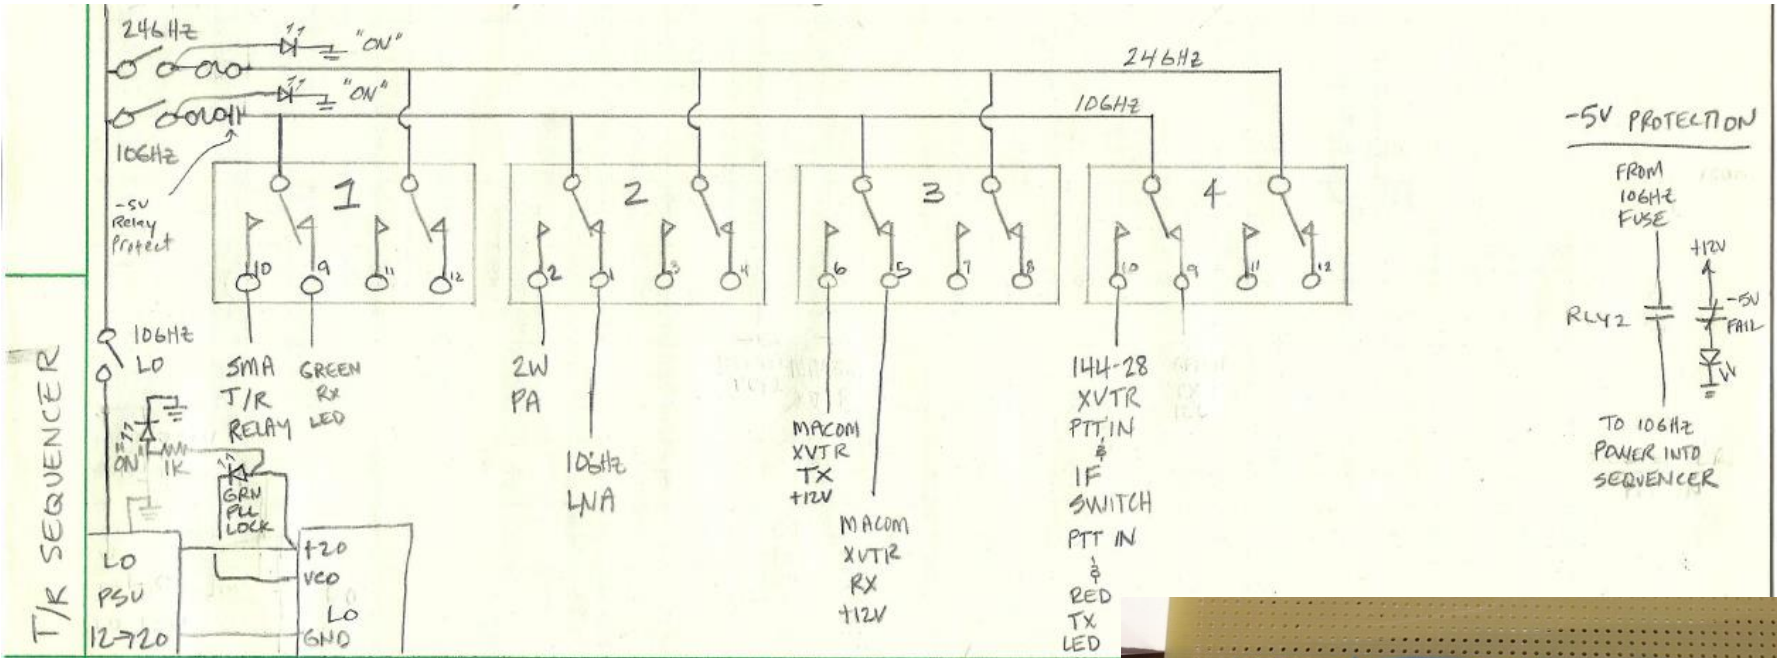 24GHZ
"ON"
24GHZ
"ON"
10GHZ
10GHZ
-5V
Relay
Protect
1
10
9
11
12
2
2
1
3
4
3
6
5
7
8
4
10
9
11
12
10GHZ
LO
SMA
T/R
RELAY
GREEN
RX
LED
2W
PA
10GHZ
LNA
MACOM
XVTR
TX
+12V
MACOM
XVTR
RX
+12V
144-28
XVTR
PTT IN
&
IF
SWITCH
PTT IN
&
RED
TX
LED
"ON"
1K
GRN
PLL
LOCK
LO
PSU
12→20
+20
VCO
LO
GND
T/R SEQUENCER
-5V PROTECTION
FROM
10GHZ
FUSE
+12V
RLY2
-5V
FAIL
TO 10GHZ
POWER INTO
SEQUENCER